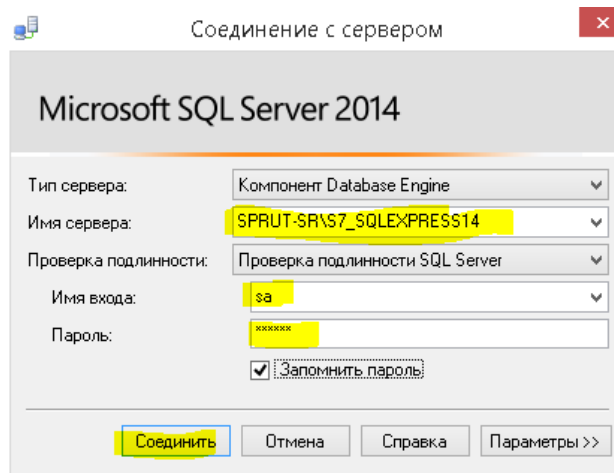 Соединение с сервером
Microsoft SQL Server 2014
Тип сервера: Компонент Database Engine
Имя сервера: SPRUT-SR\S7_SQLEXPRESS14
Проверка подлинности: Проверка подлинности SQL Server
Имя входа: sa
Пароль: ******
Запомнить пароль
Соединить Отмена Справка Параметры >>